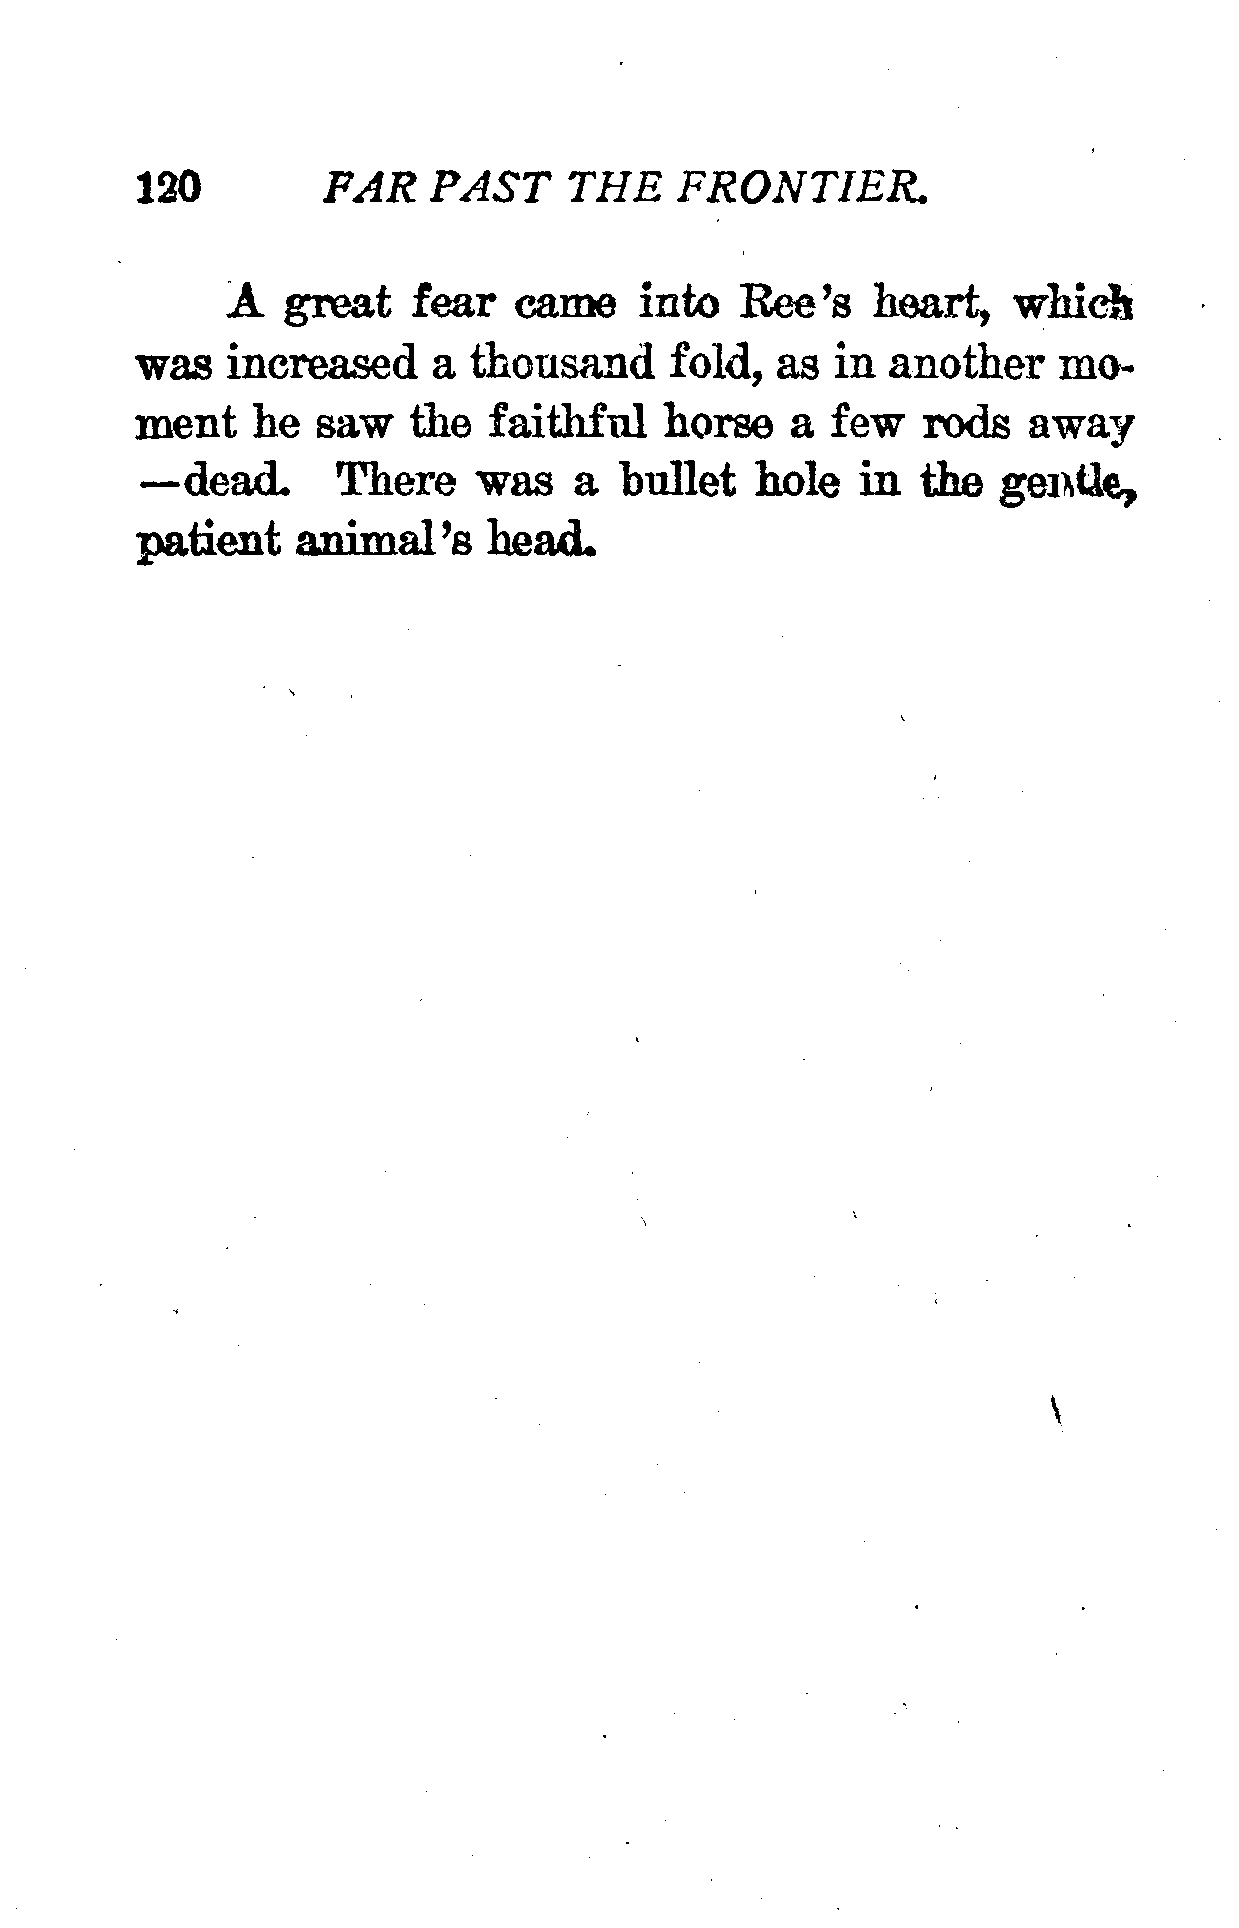 120 FAR PAST THE FRONTIER.
A great fear came into Ree's heart, which
was increased a thousand fold, as in another mo-
ment he saw the faithful horse a few rods away
—dead. There was a bullet hole in the gentle,
patient animal's head.